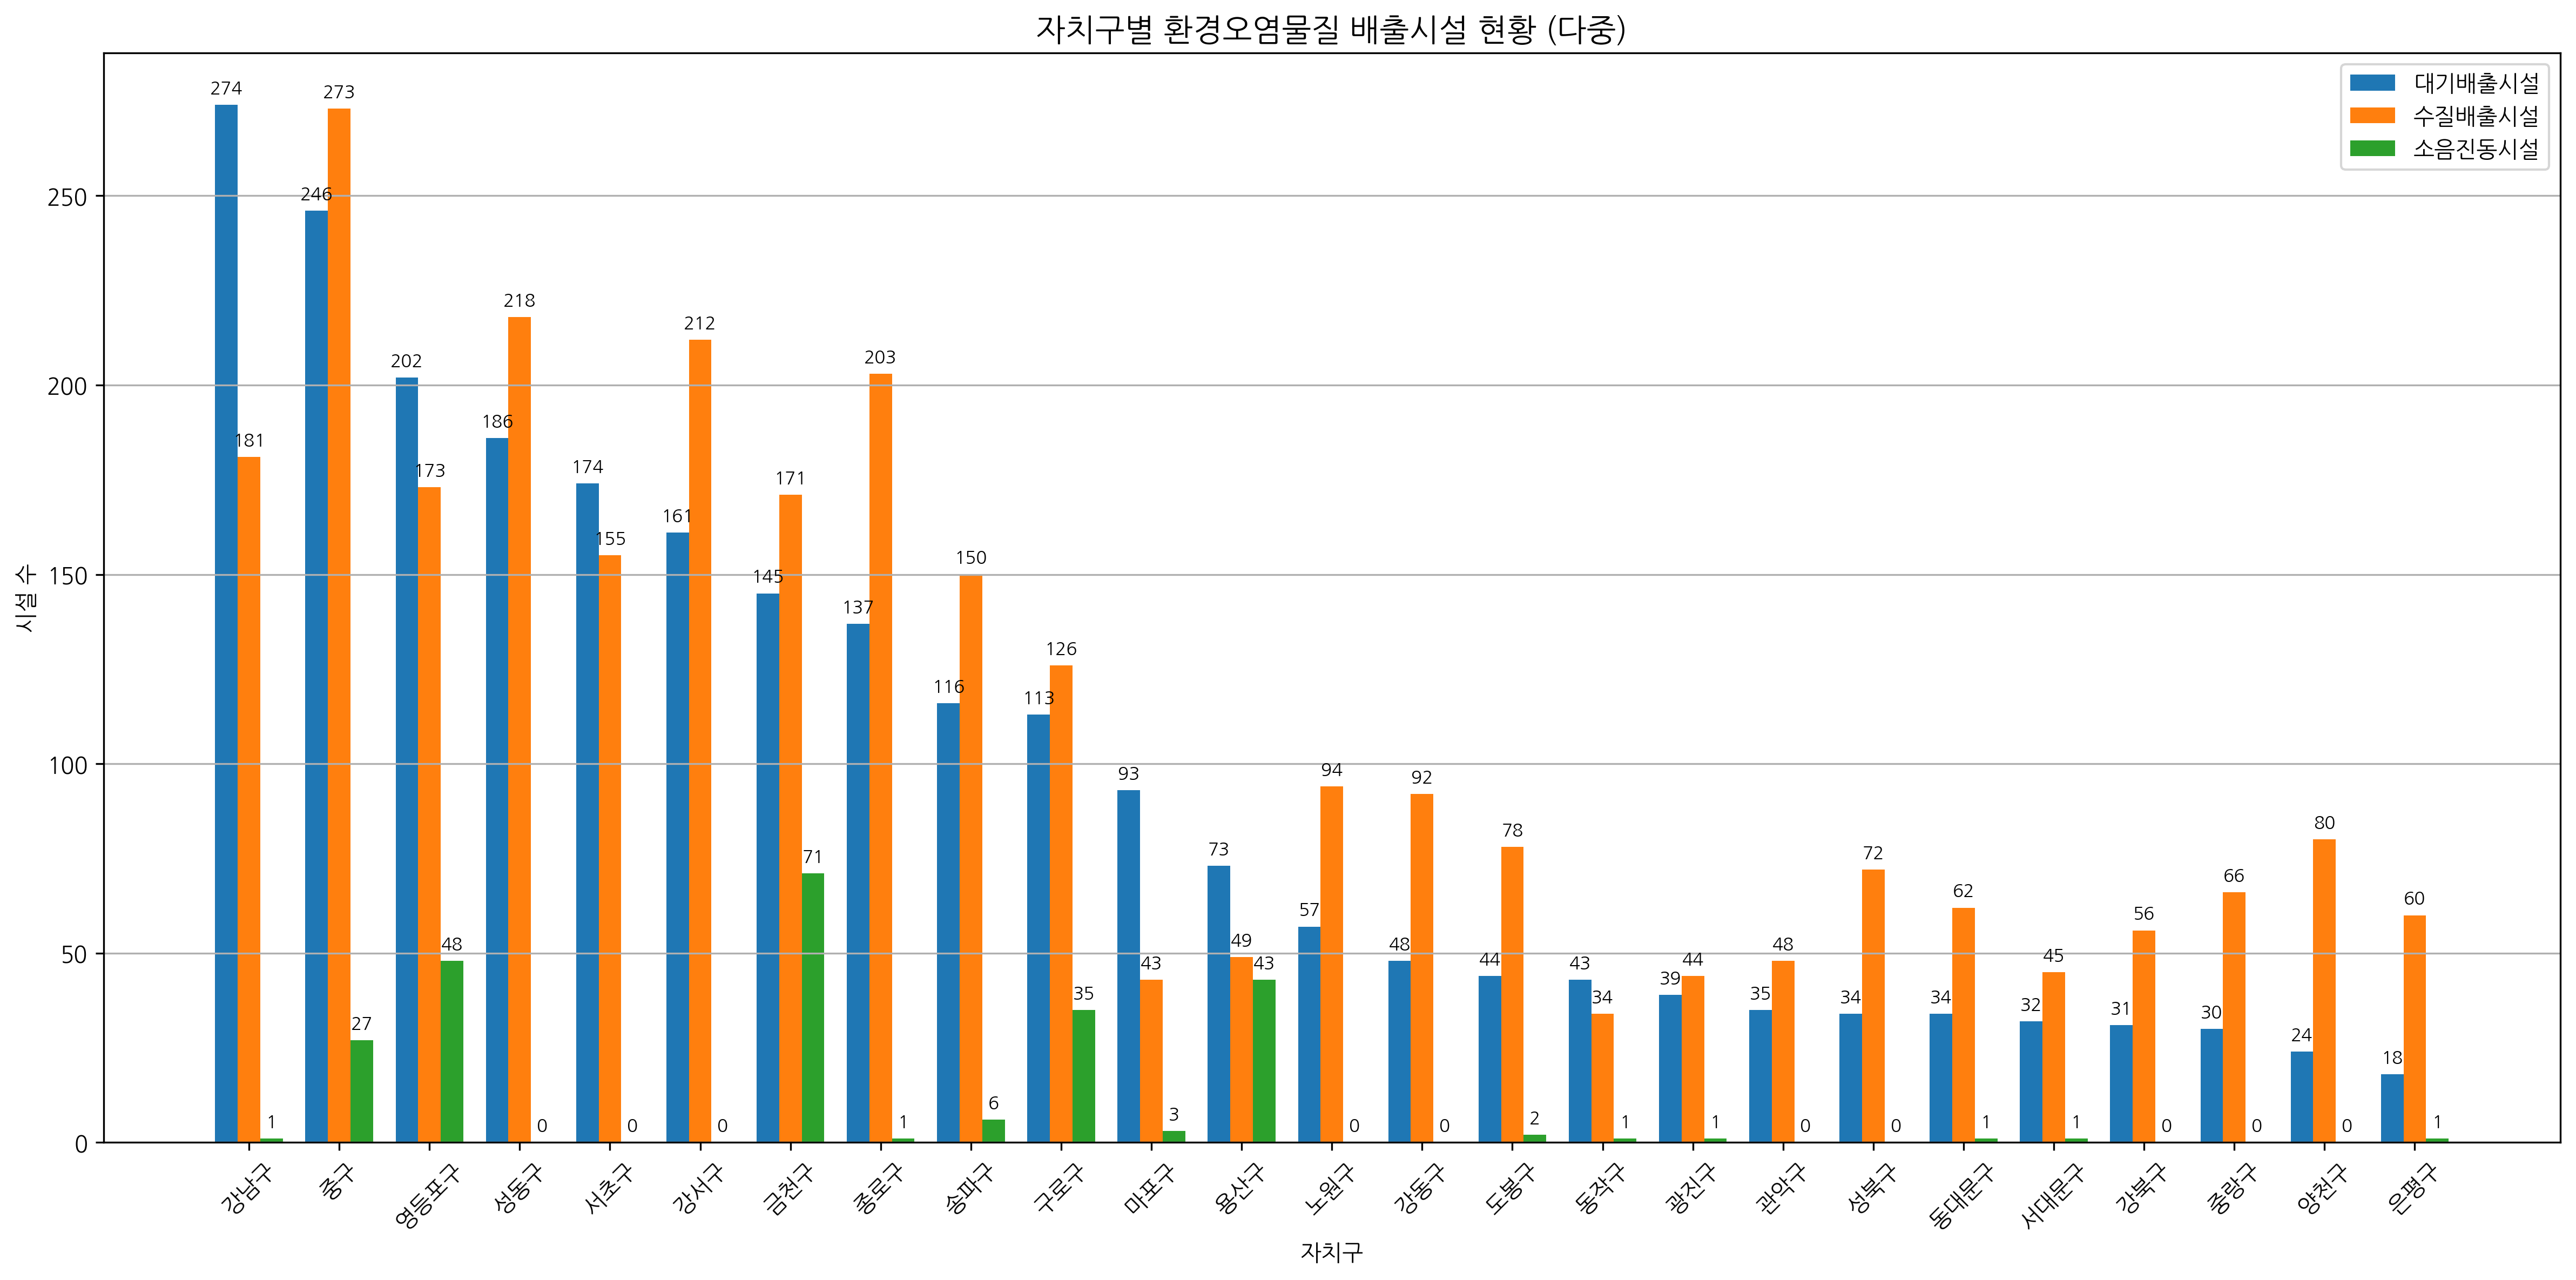 자치구별 환경오염물질 배출시설 현황 (다중)
대기배출시설
수질배출시설
소음진동시설
시설 수
250
200
150
100
50
0
274 181 1
246 273 27
202 173 48
186 218 0
174 155 0
161 212 0
145 171 71
137 203 1
116 150 6
113 126 35
93 43 3
73 49 43
57 94 0
48 92 0
44 78 2
43 34 1
39 44 1
35 48 0
34 72 0
34 62 1
32 45 1
31 56 0
30 66 0
24 80 0
18 60 1
강남구 중구 영등포구 성동구 서초구 강서구 금천구 종로구 송파구 구로구 마포구 용산구 노원구 강동구 도봉구 동작구 광진구 관악구 성북구 동대문구 서대문구 강북구 중랑구 양천구 은평구
자치구